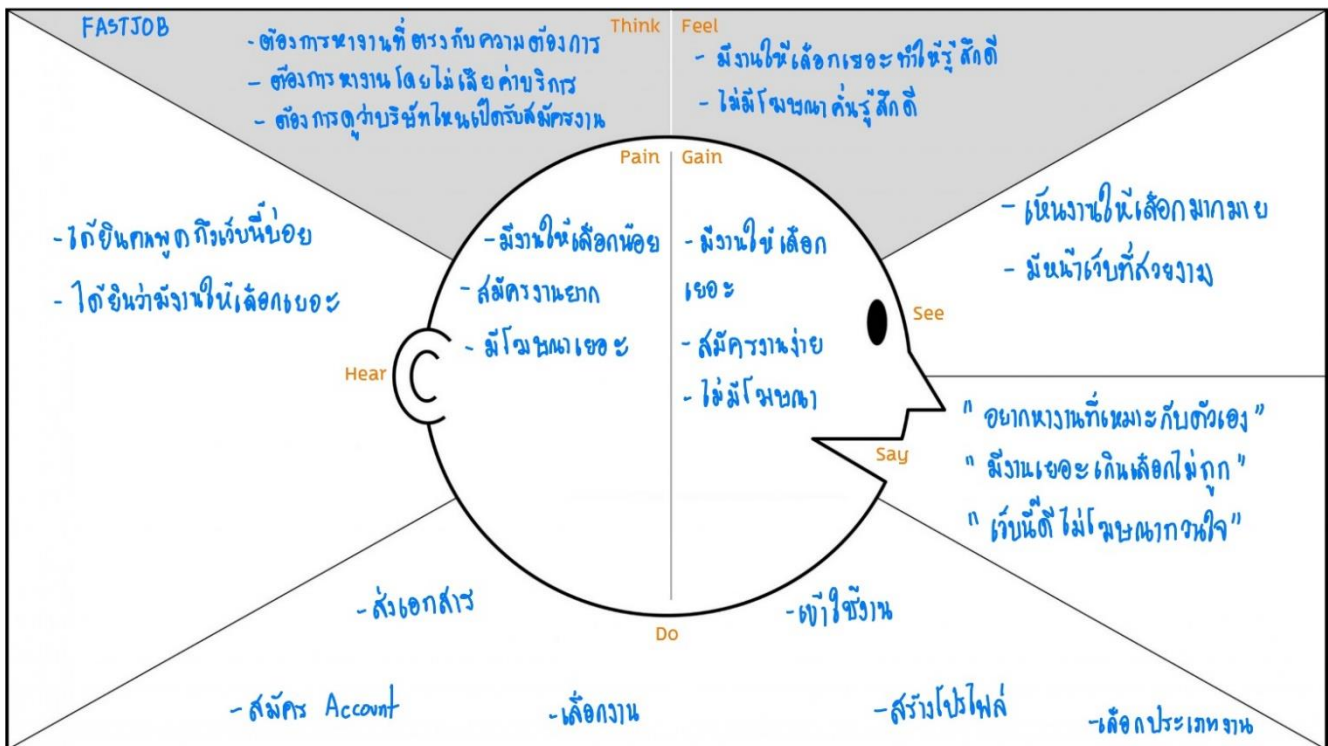 FASTJOB
Think
- ต้องการหางานที่ตรงกับความต้องการ
- ต้องการหางานโดยไม่เสียค่าบริการ
- ต้องการดูว่าบริษัทไหนเปิดรับสมัครงาน
Feel
- มีงานให้เลือกเยอะทำให้รู้สึกดี
- ไม่มีโฆษณาคั่นรู้สึกดี
Hear
- ได้ยินคนพูดถึงเว็บนี้บ่อย
- ได้ยินว่ามีงานให้เลือกเยอะ
Pain
- มีงานให้เลือกน้อย
- สมัครงานยาก
- มีโฆษณาเยอะ
Gain
- มีงานให้เลือก
เยอะ
- สมัครงานง่าย
- ไม่มีโฆษณา
See
- เห็นงานให้เลือกมากมาย
- มีหน้าเว็บที่สวยงาม
Say
" อยากหางานที่เหมาะกับตัวเอง "
" มีงานเยอะเกินเลือกไม่ถูก "
" เว็บนี้ดี ไม่โฆษณากวนใจ "
Do
- ส่งเอกสาร
- เข้าใช้งาน
- สมัคร Account
- เลือกงาน
- สร้างโปรไฟล์
- เลือกประเภทงาน